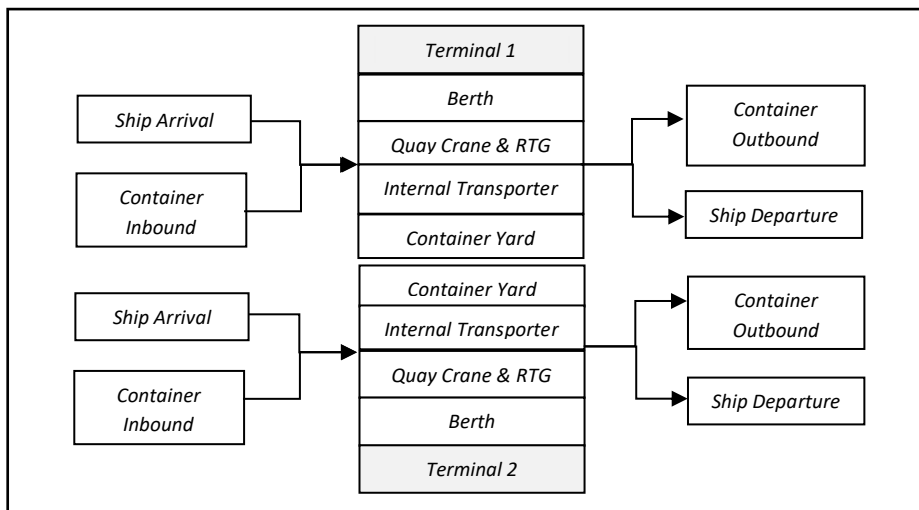 Terminal 1
Berth
Quay Crane & RTG
Internal Transporter
Container Yard
Ship Arrival
Container
Inbound
Container
Outbound
Ship Departure
Container Yard
Internal Transporter
Quay Crane & RTG
Berth
Terminal 2
Ship Arrival
Container
Inbound
Container
Outbound
Ship Departure